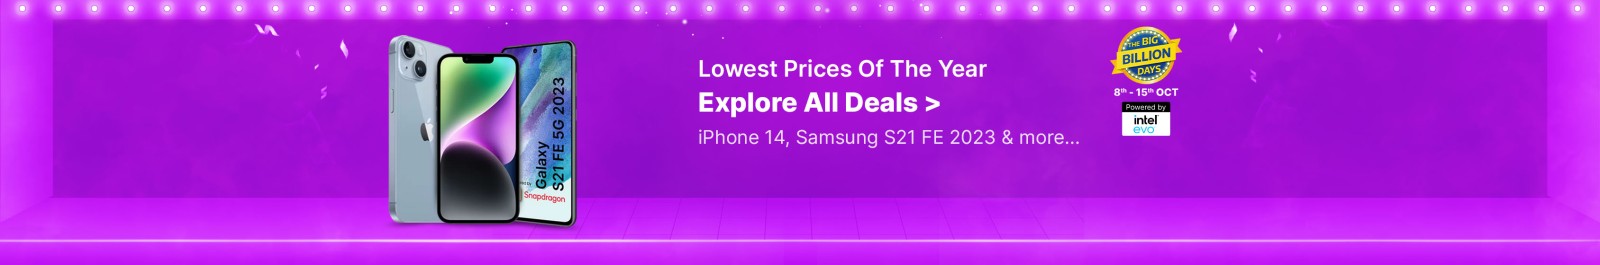 Galaxy
S21 FE 5G 2023
Snapdragon
Lowest Prices Of The Year
Explore All Deals >
iPhone 14, Samsung S21 FE 2023 & more...
THE BIG
BILLION
DAYS
8th - 15th OCT
Powered by
intel
evo